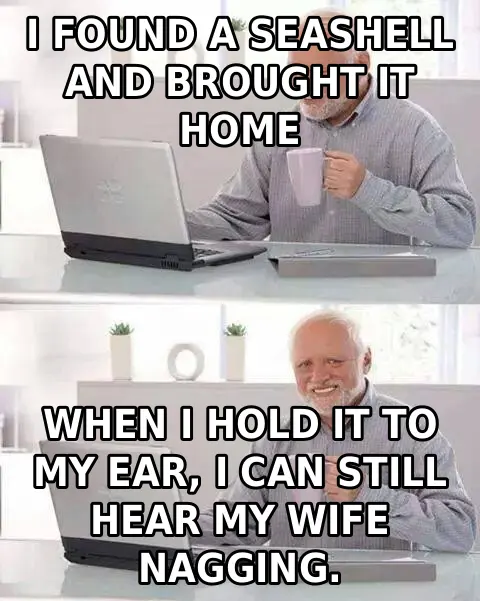 I FOUND A SEASHELL
AND BROUGHT IT
HOME
WHEN I HOLD IT TO
MY EAR, I CAN STILL
HEAR MY WIFE
NAGGING.